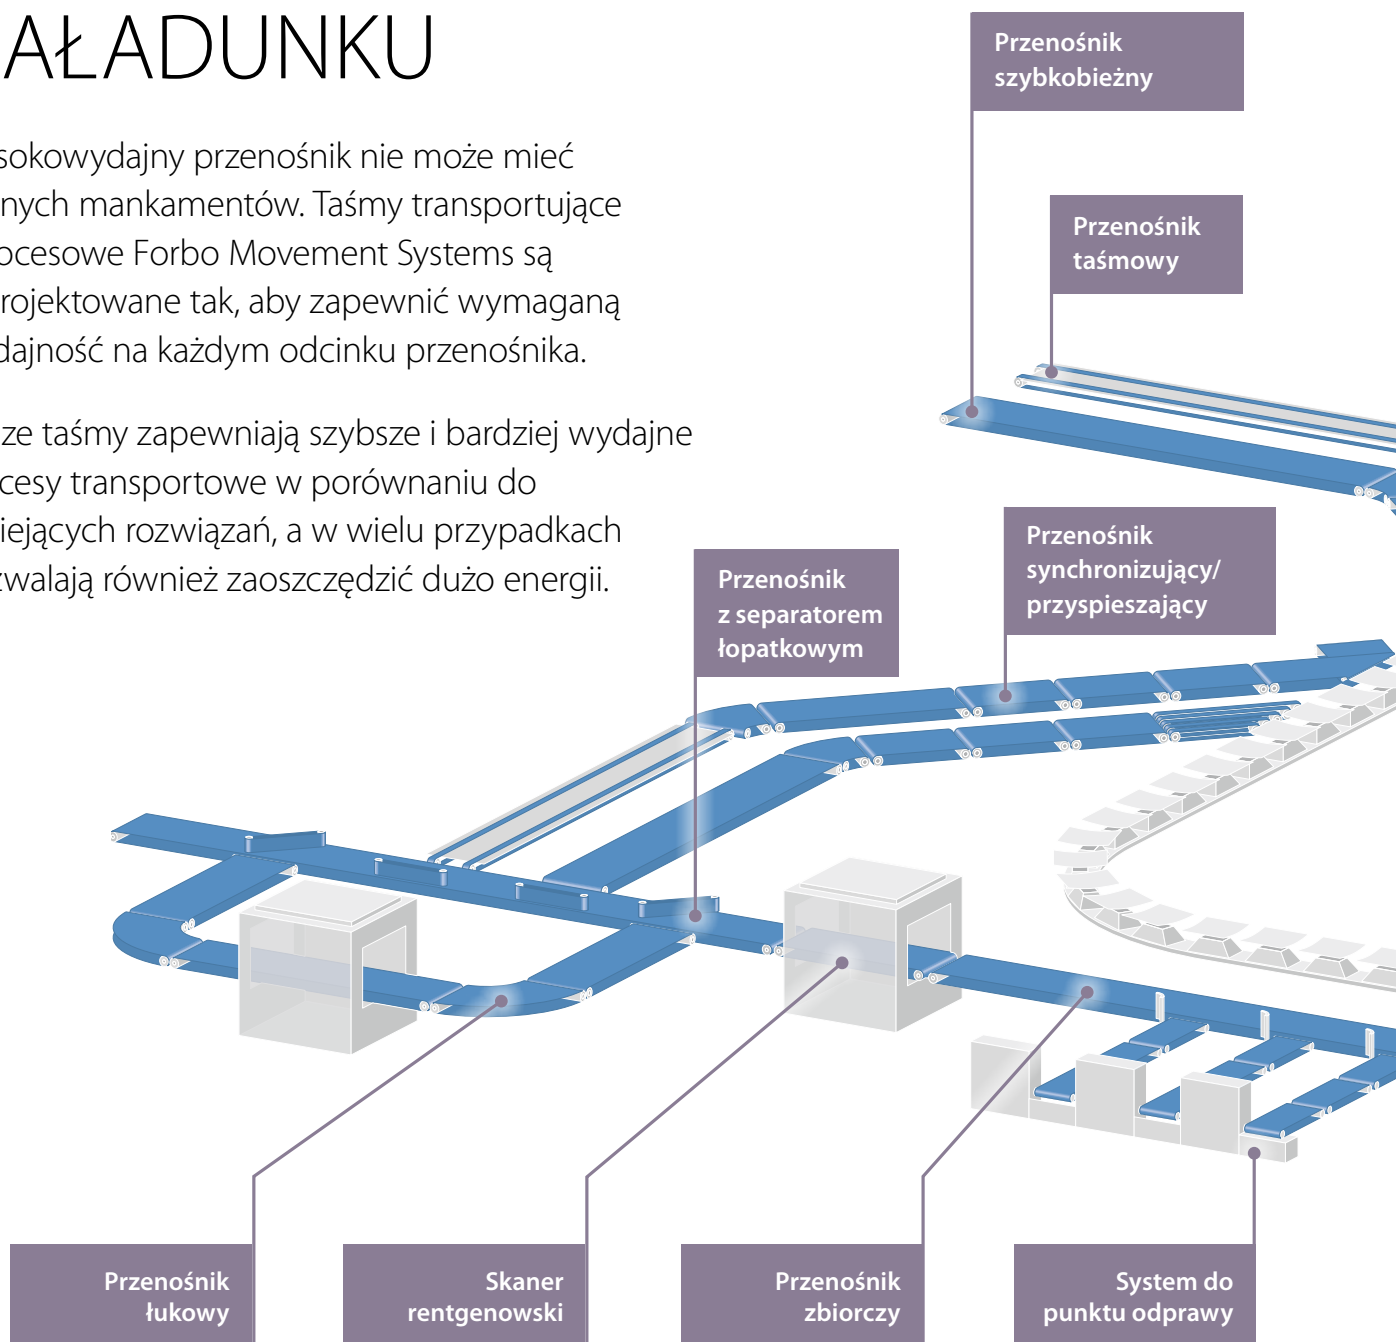 AŁADUNKU
sokowydajny przenośnik nie może mieć
nych mankamentów. Taśmy transportujące
ocesowe Forbo Movement Systems są
rojektowane tak, aby zapewnić wymaganą
dajność na każdym odcinku przenośnika.
ze taśmy zapewniają szybsze i bardziej wydajne
cesy transportowe w porównaniu do
iejących rozwiązań, a w wielu przypadkach
zwalają również zaoszczędzić dużo energii.
Przenośnik
szybkobieżny
Przenośnik
taśmowy
Przenośnik
synchronizujący/
przyspieszający
Przenośnik
z separatorem
łopatkowym
Przenośnik
łukowy
Skaner
rentgenowski
Przenośnik
zbiorczy
System do
punktu odprawy